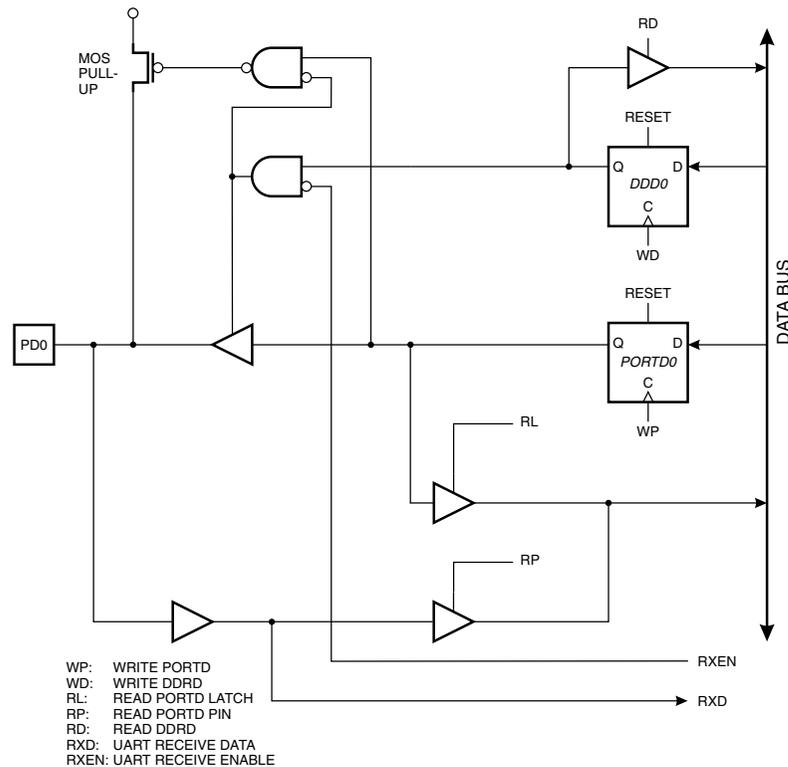 RD
MOS
PULL-
UP
RESET
Q
D
DDD0
C
WD
RESET
PD0
Q
D
PORTD0
C
WP
DATA BUS
RL
RP
RXEN
RXD
WP: WRITE PORTD
WD: WRITE DDRD
RL: READ PORTD LATCH
RP: READ PORTD PIN
RD: READ DDRD
RXD: UART RECEIVE DATA
RXEN: UART RECEIVE ENABLE